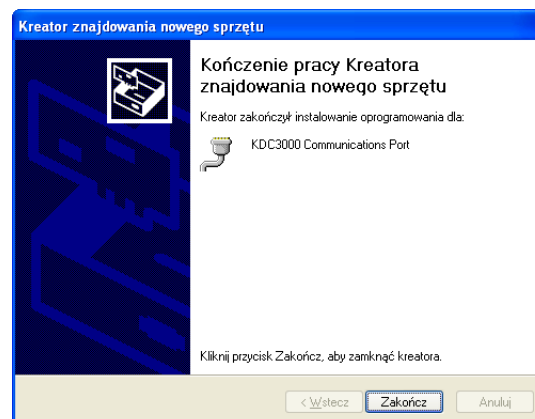 Kreator znajdowania nowego sprzętu
Kończenie pracy Kreatora
znajdowania nowego sprzętu
Kreator zakończył instalowanie oprogramowania dla:
KDC3000 Communications Port
Kliknij przycisk Zakończ, aby zamknąć kreatora.
< Wstecz
Zakończ
Anuluj